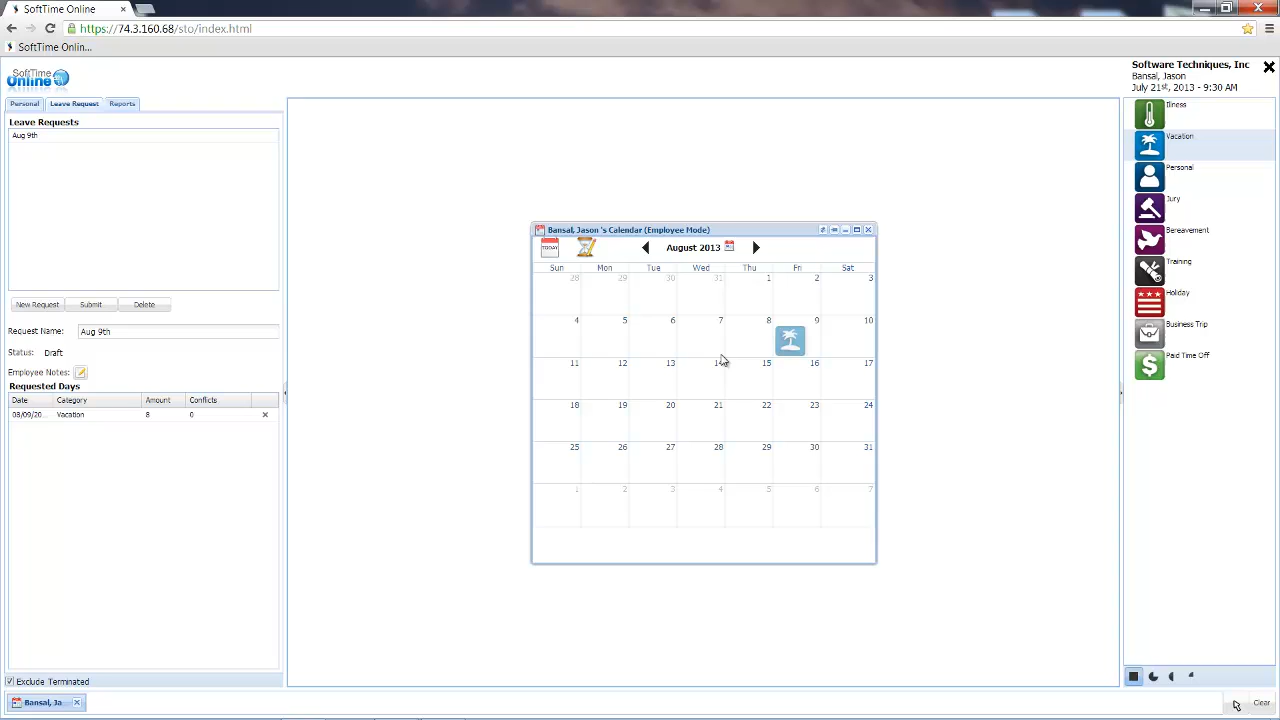 SoftTime Online
https://74.3.160.68/sto/index.html
SoftTime Onlin...
SoftTime
Online
Software Techniques, Inc
Bansal, Jason
July 21st, 2013 - 9:30 AM
Personal
Leave Request
Reports
Leave Requests
Aug 9th
New Request
Submit
Delete
Request Name: Aug 9th
Status: Draft
Employee Notes:
Requested Days
Date Category Amount Conflicts
08/09/20... Vacation 8 0
Exclude Terminated
Bansal, Ja
Bansal, Jason 's Calendar (Employee Mode)
TODAY
August 2013
Sun Mon Tue Wed Thu Fri Sat
28 29 30 31 1 2 3
4 5 6 7 8 9 10
11 12 13 14 15 16 17
18 19 20 21 22 23 24
25 26 27 28 29 30 31
1 2 3 4 5 6 7
Illness
Vacation
Personal
Jury
Bereavement
Training
Holiday
Business Trip
Paid Time Off
Clear